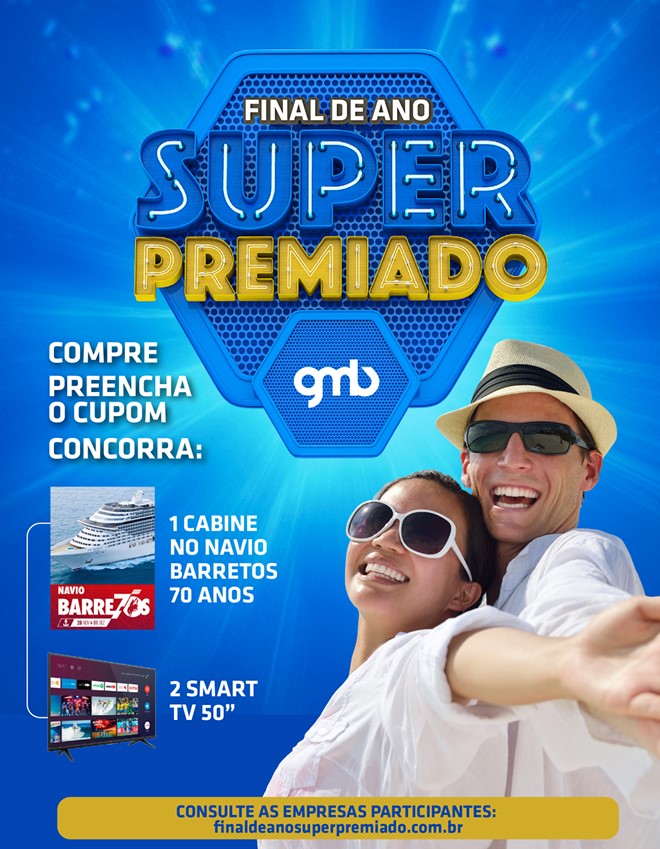 FINAL DE ANO
SUPER
PREMIADO
gmb
COMPRE
PREENCHA
O CUPOM
CONCORRA:
1 CABINE
NO NAVIO
BARRETOS
70 ANOS
NAVIO
BARRE70S
2 SMART
TV 50”
CONSULTE AS EMPRESAS PARTICIPANTES:
finaldeanosuperpremiado.com.br